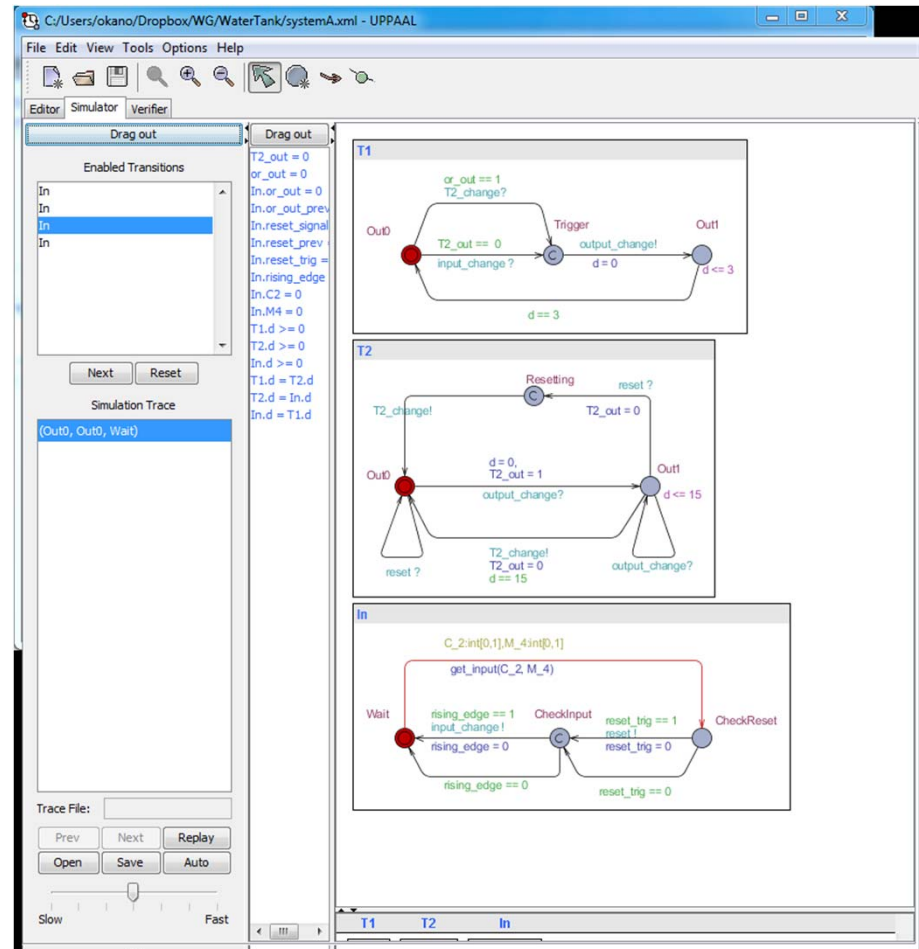 C:/Users/okano/Dropbox/WG/WaterTank/systemA.xml - UPPAAL
File Edit View Tools Options Help
Editor Simulator Verifier
Drag out
Enabled Transitions
In
In
In
In
Next Reset
Simulation Trace
(Out0, Out0, Wait)
Trace File:
Prev Next Replay
Open Save Auto
Slow Fast
Drag out
T2_out = 0
or_out = 0
In.or_out = 0
In.or_out_prev
In.reset_signal
In.reset_prev
In.reset_trig =
In.rising_edge
In.C2 = 0
In.M4 = 0
T1.d >= 0
T2.d >= 0
In.d >= 0
T1.d = T2.d
T2.d = In.d
In.d = T1.d
T1
or_out == 1
T2_change?
Out0
Trigger
Out1
T2_out == 0
output_change!
input_change ?
d = 0
d <= 3
d == 3
T2
Resetting
reset ?
T2_change!
T2_out = 0
d = 0,
T2_out = 1
Out0
Out1
output_change?
d <= 15
T2_change!
T2_out = 0
output_change?
reset ?
d == 15
In
C_2:int[0,1],M_4:int[0,1]
get_input(C_2, M_4)
Wait
rising_edge == 1
CheckInput
reset_trig == 1
CheckReset
input_change !
reset !
rising_edge = 0
C
reset_trig = 0
rising_edge == 0
reset_trig == 0
T1 T2 In